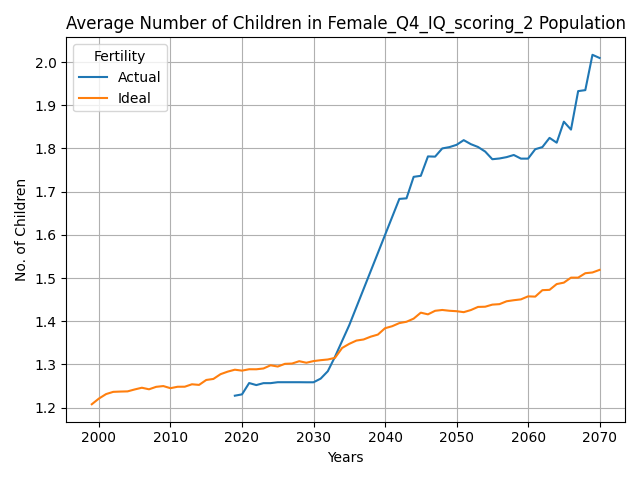 Average Number of Children in Female_Q4_IQ_scoring_2 Population
Fertility
Actual
Ideal
No. of Children
2.0
1.9
1.8
1.7
1.6
1.5
1.4
1.3
1.2
2000 2010 2020 2030 2040 2050 2060 2070
Years